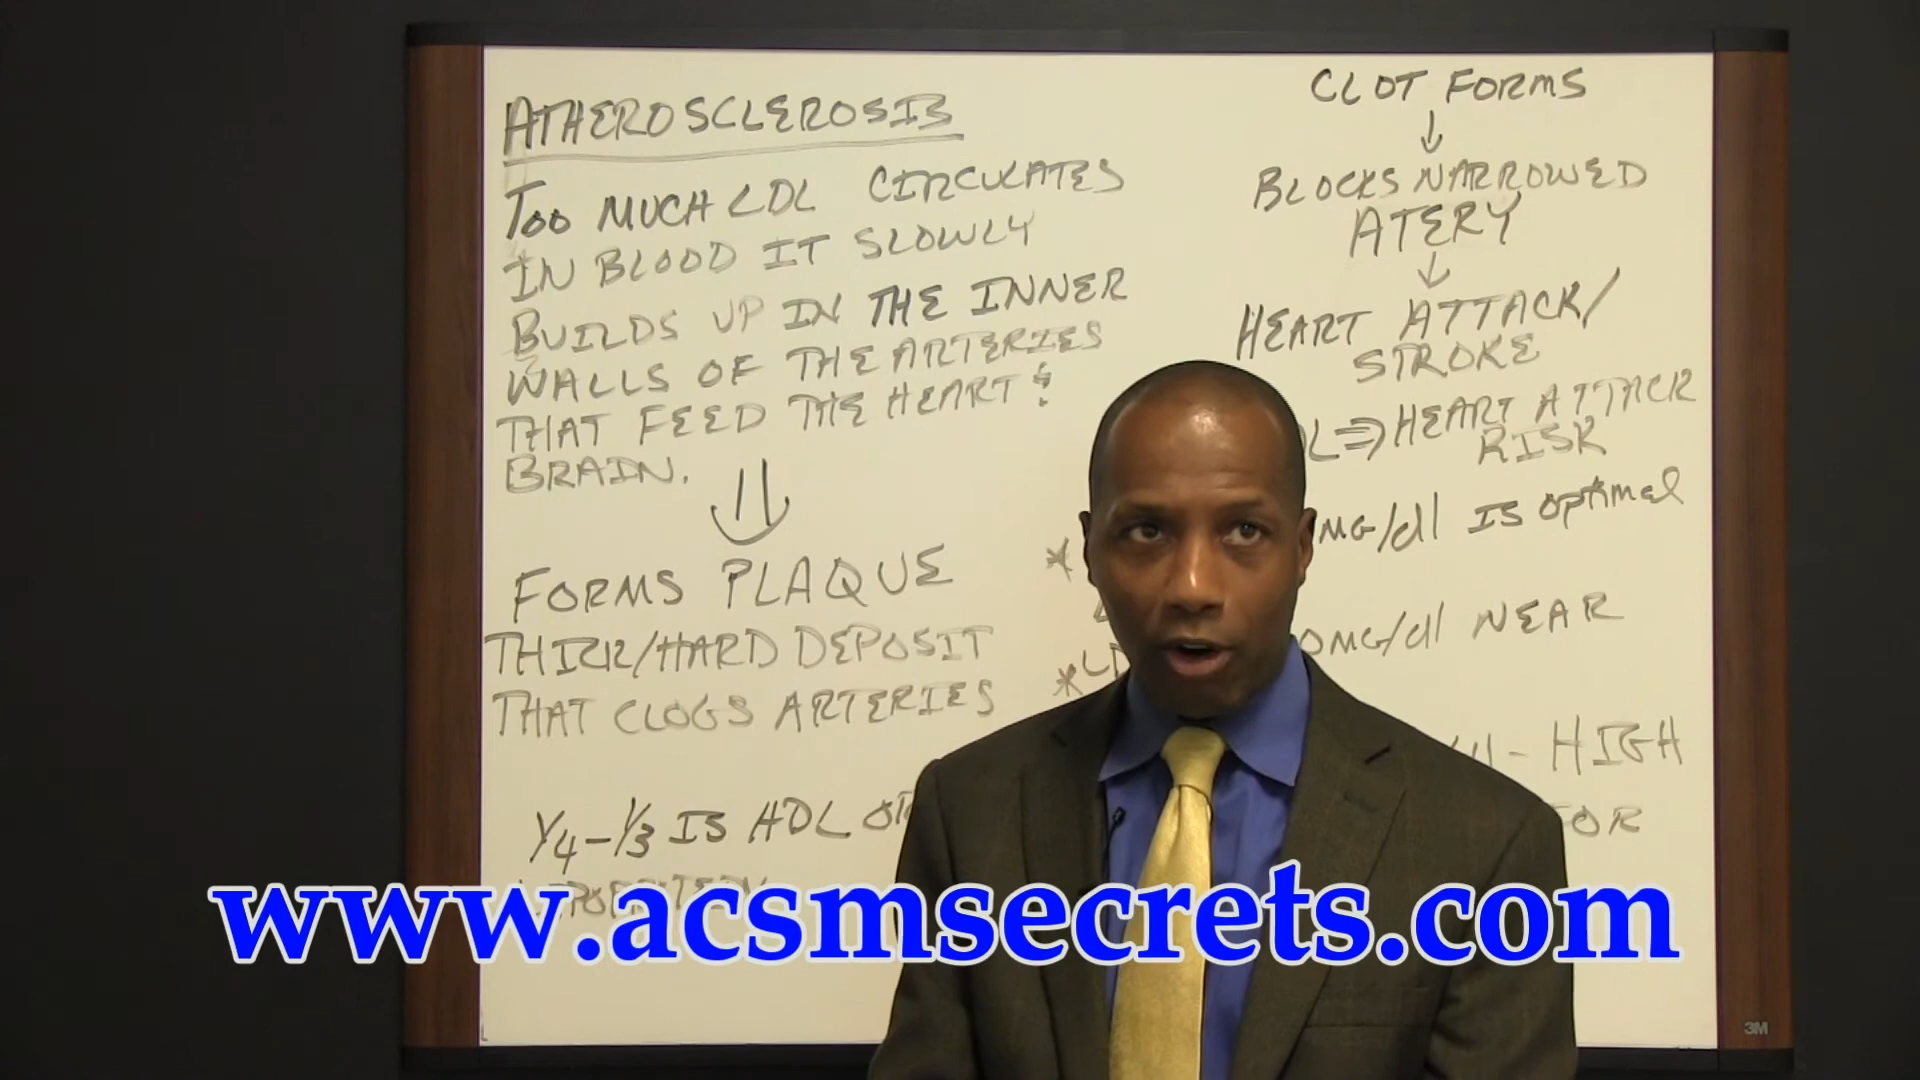 ATHEROSCLEROSIS
TOO MUCH LDL CIRCULATES
IN BLOOD IT SLOWLY
BUILDS UP IN THE INNER
WALLS OF THE ARTERIES
THAT FEED THE HEART &
BRAIN.
FORMS PLAQUE
THICK/HARD DEPOSIT
THAT CLOGS ARTERIES
1/4-1/3 IS HDL
CLOT FORMS
BLOCKS NARROWED
ATERY
HEART ATTACK/
STROKE
L⇒HEART ATTACK
RISK
MG/dl IS optimal
0MG/dl NEAR
*LD
- HIGH
www.acsmsecrets.com
3M